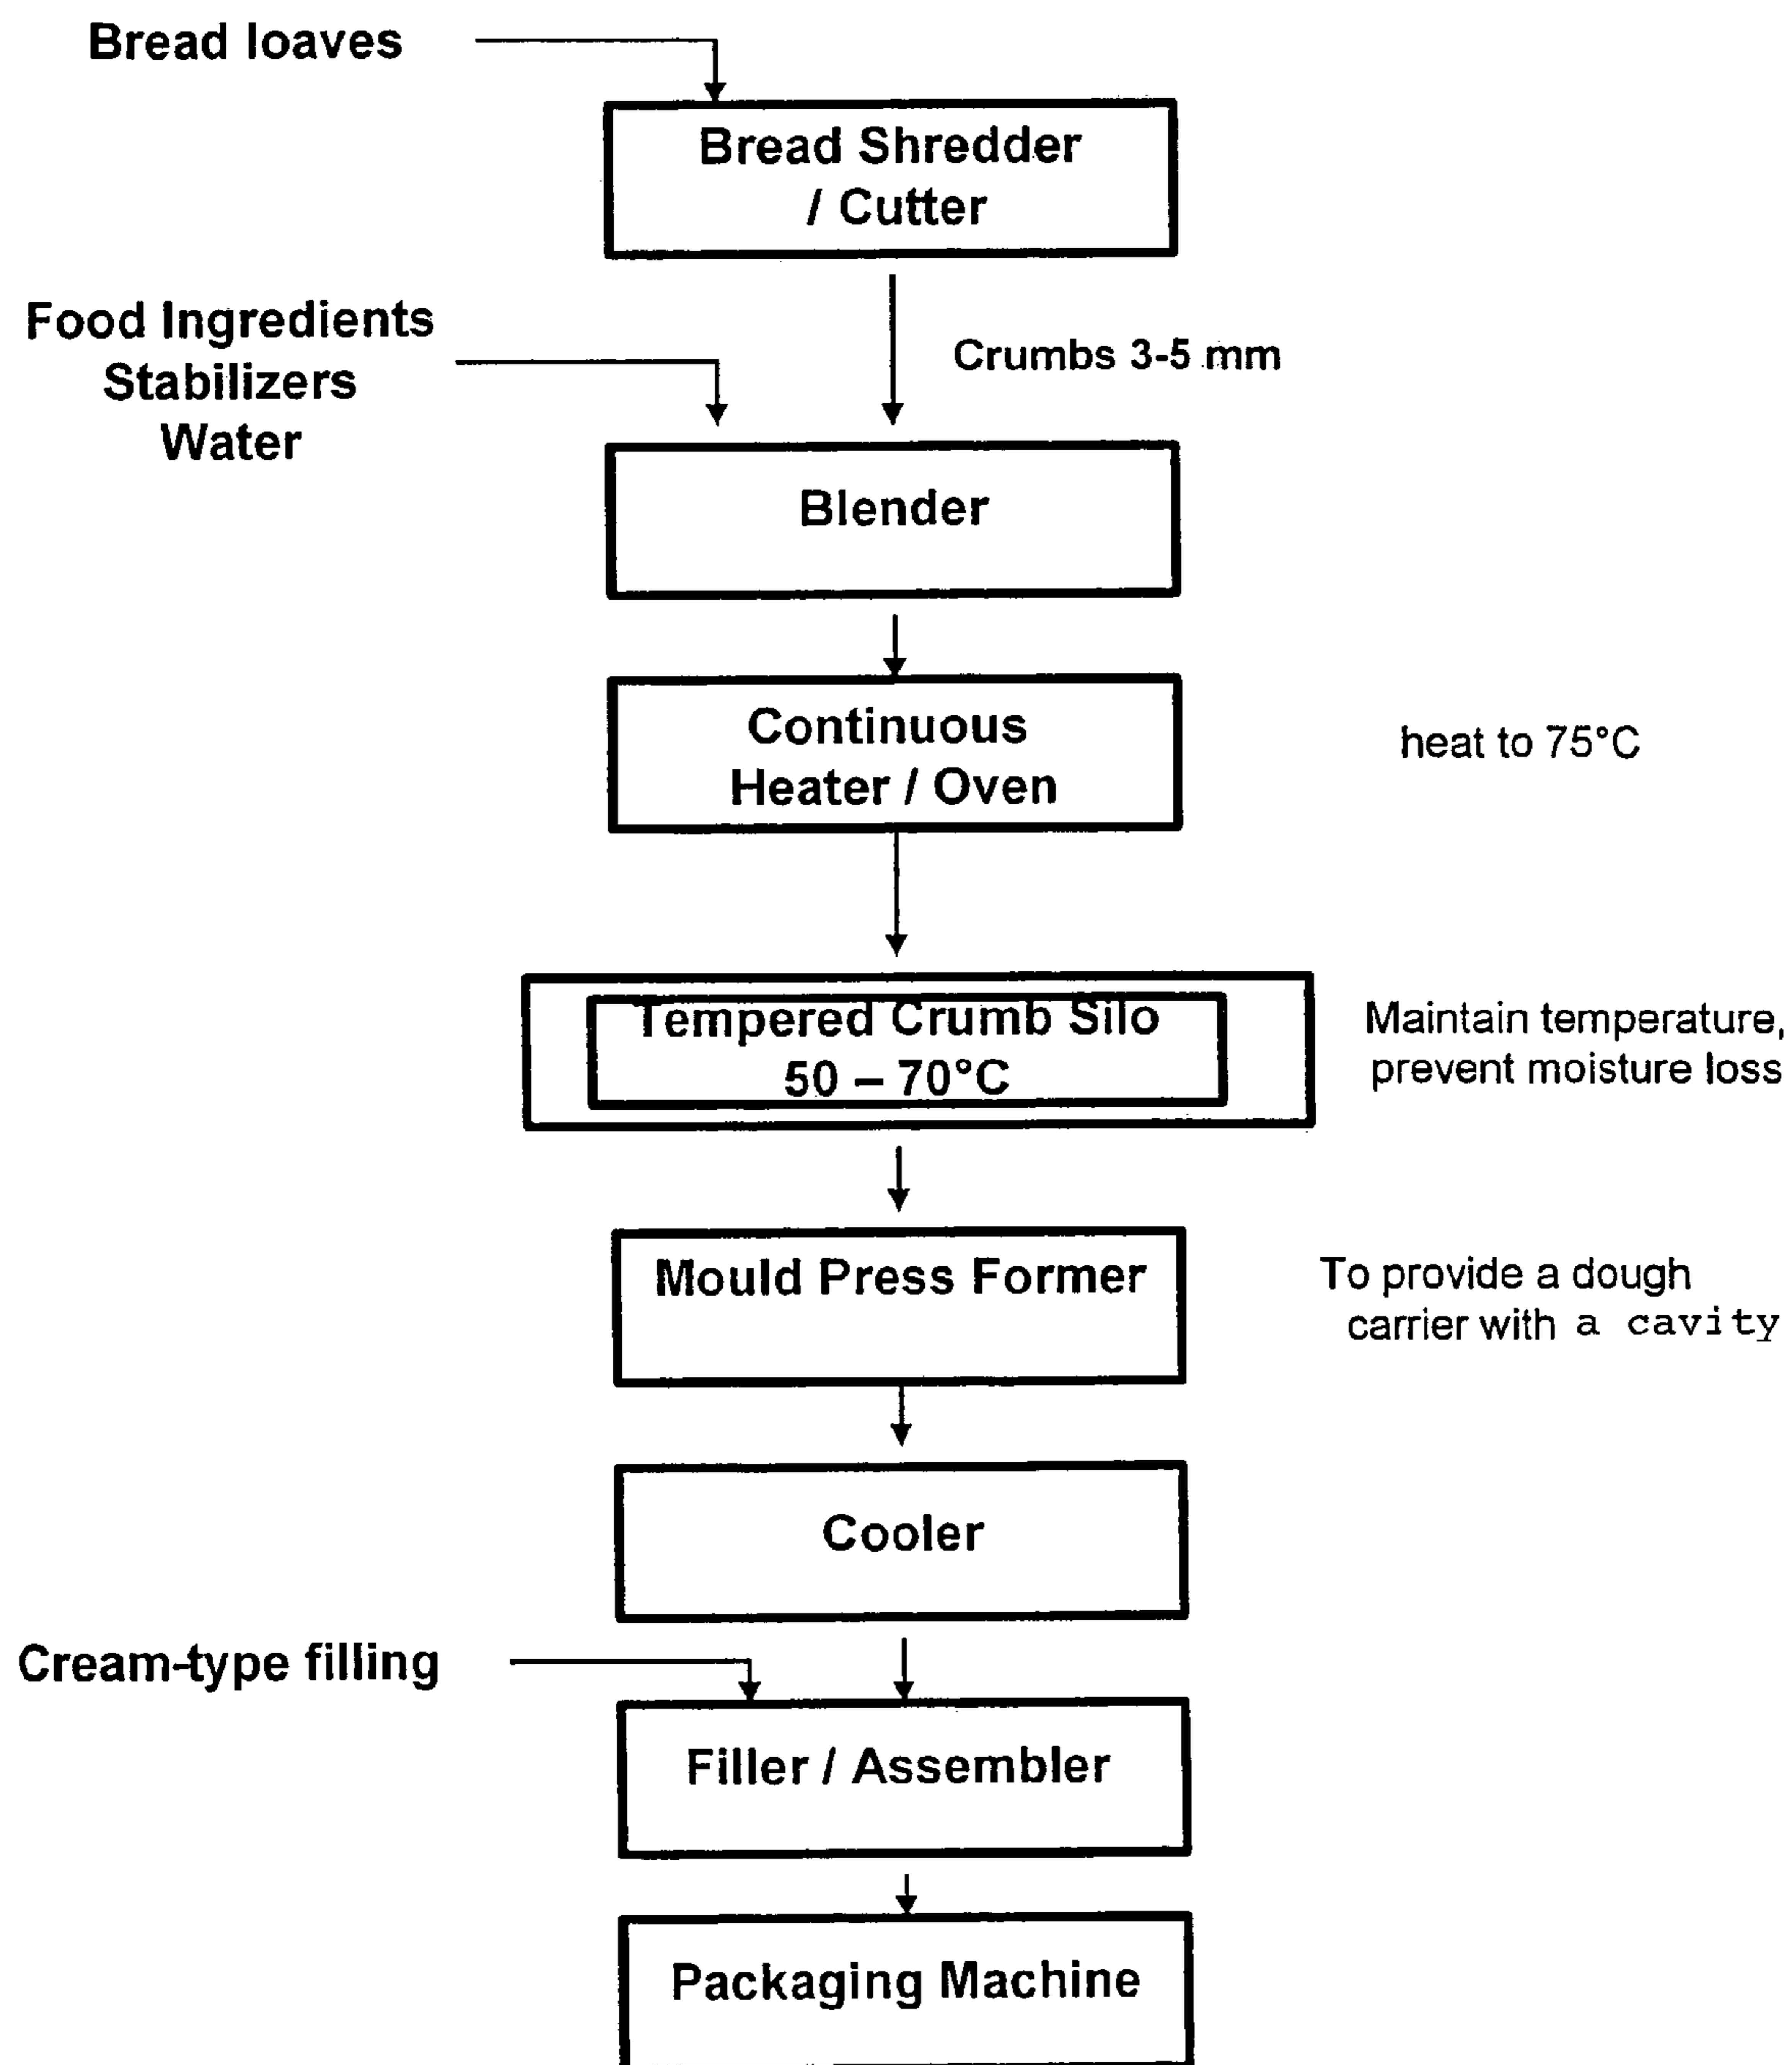 Bread loaves
Bread Shredder
/ Cutter
Food Ingredients
Stabilizers
Water
Crumbs 3-5 mm
Blender
Continuous
Heater / Oven
heat to 75°C
Tempered Crumb Silo
50 – 70°C
Maintain temperature,
prevent moisture loss
Mould Press Former
To provide a dough
carrier with a cavity
Cooler
Cream-type filling
Filler / Assembler
Packaging Machine